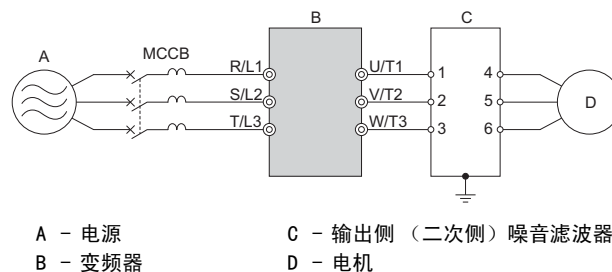 B
C
A
MCCB
R/L1
U/T1
1
4
S/L2
V/T2
2
5
D
T/L3
W/T3
3
6
A - 电源
C - 输出侧 （二次侧）噪音滤波器
B - 变频器
D - 电机